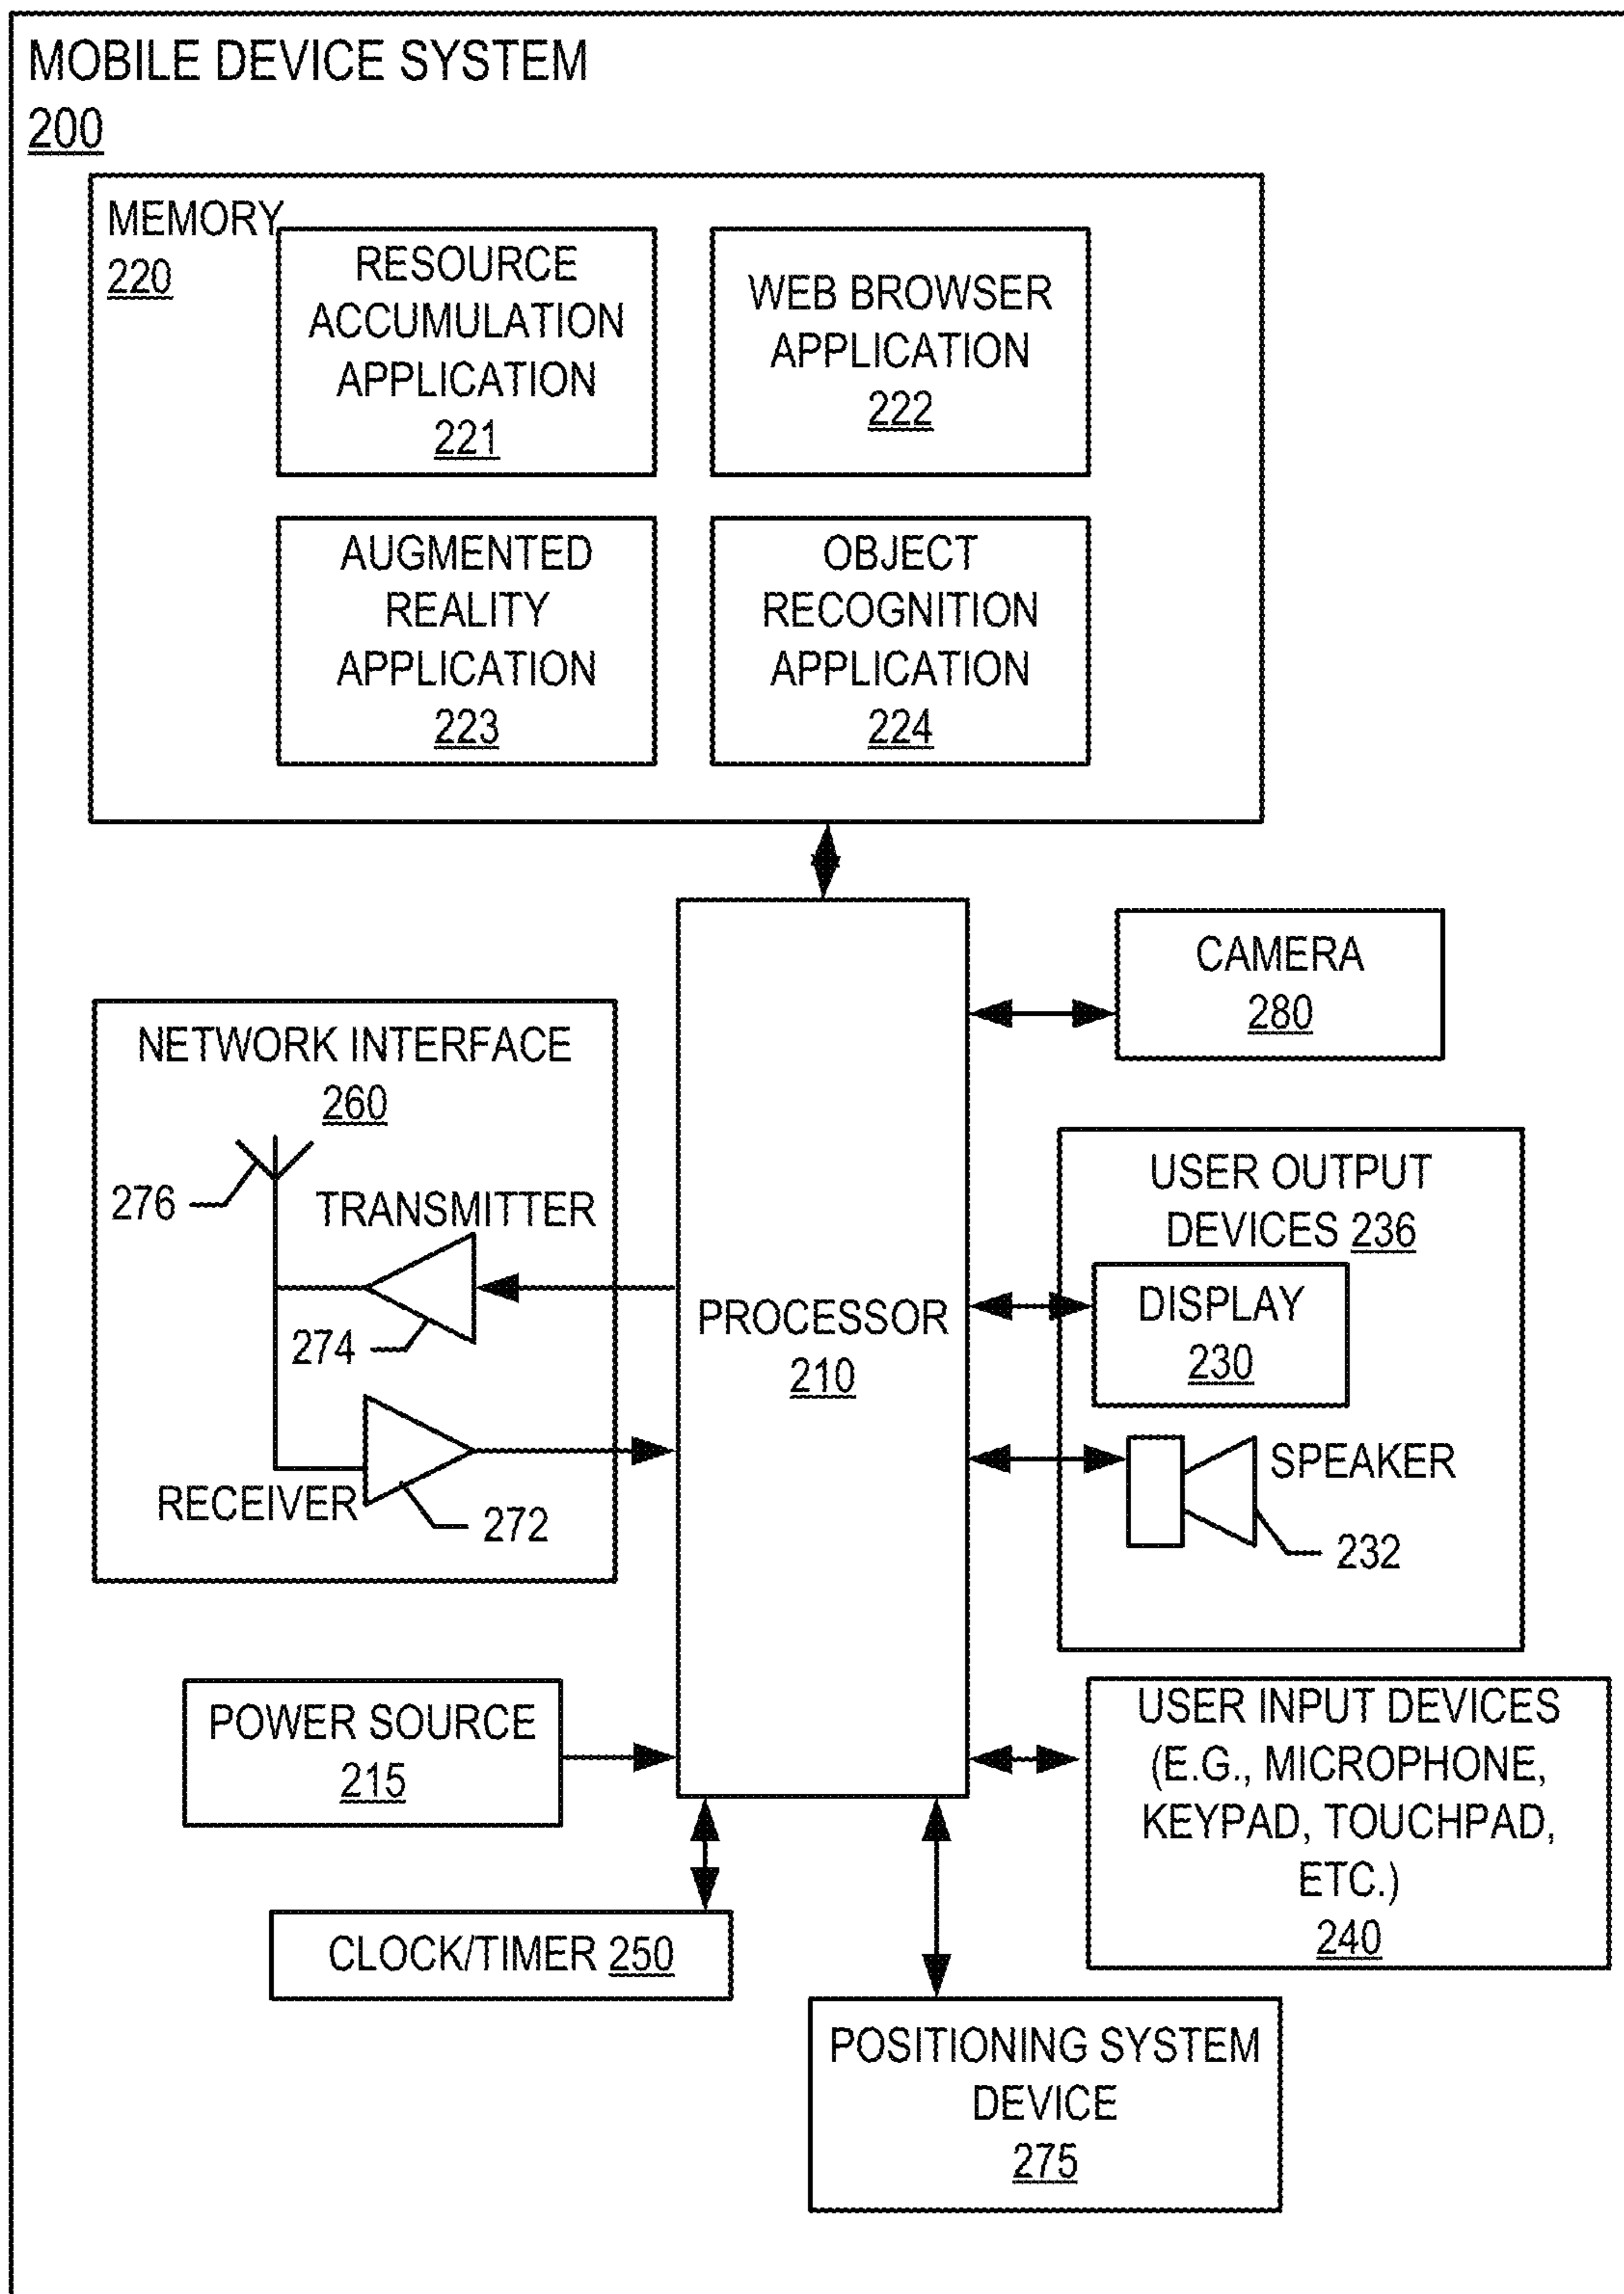 MOBILE DEVICE SYSTEM
200
MEMORY
220
RESOURCE
ACCUMULATION
APPLICATION
221
WEB BROWSER
APPLICATION
222
AUGMENTED
REALITY
APPLICATION
223
OBJECT
RECOGNITION
APPLICATION
224
CAMERA
280
NETWORK INTERFACE
260
276
TRANSMITTER
274
RECEIVER
272
PROCESSOR
210
USER OUTPUT
DEVICES 236
DISPLAY
230
SPEAKER
232
POWER SOURCE
215
USER INPUT DEVICES
(E.G., MICROPHONE,
KEYPAD, TOUCHPAD,
ETC.)
240
CLOCK/TIMER 250
POSITIONING SYSTEM
DEVICE
275